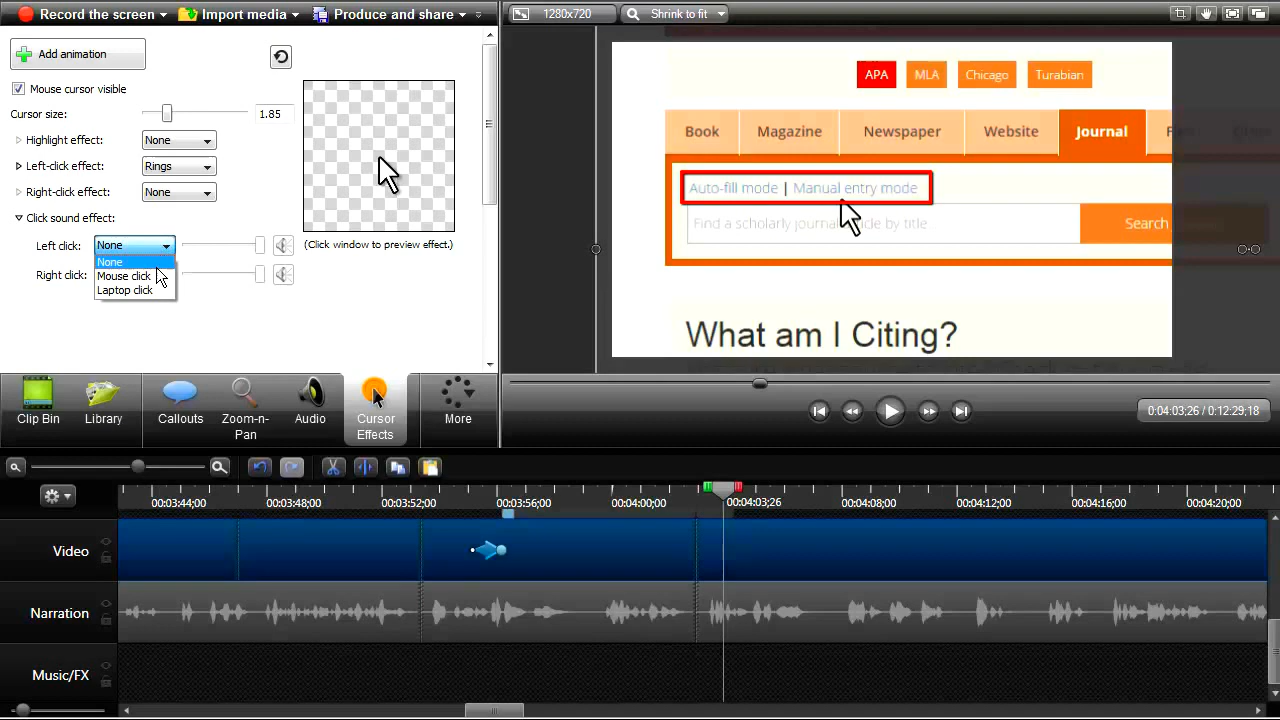 Record the screen
Import media
Produce and share
1280x720
Shrink to fit
Add animation
Mouse cursor visible
Cursor size:
1.85
Highlight effect:
None
Left-click effect:
Rings
Right-click effect:
None
Click sound effect:
Left click:
None
(Click window to preview effect.)
None
Right click:
Mouse click
Laptop click
APA
MLA
Chicago
Turabian
Book
Magazine
Newspaper
Website
Journal
Auto-fill mode | Manual entry mode
Find a scholarly journal by title...
Search
What am I Citing?
Clip Bin
Library
Callouts
Zoom-n-
Pan
Audio
Cursor
Effects
More
0:04:03;26 / 0:12:29;18
00:03:44;00
00:03:48;00
00:03:52;00
00:03:56;00
00:04:00;00
00:04:03;26
00:04:08;00
00:04:12;00
00:04:16;00
00:04:20;00
Video
Narration
Music/FX